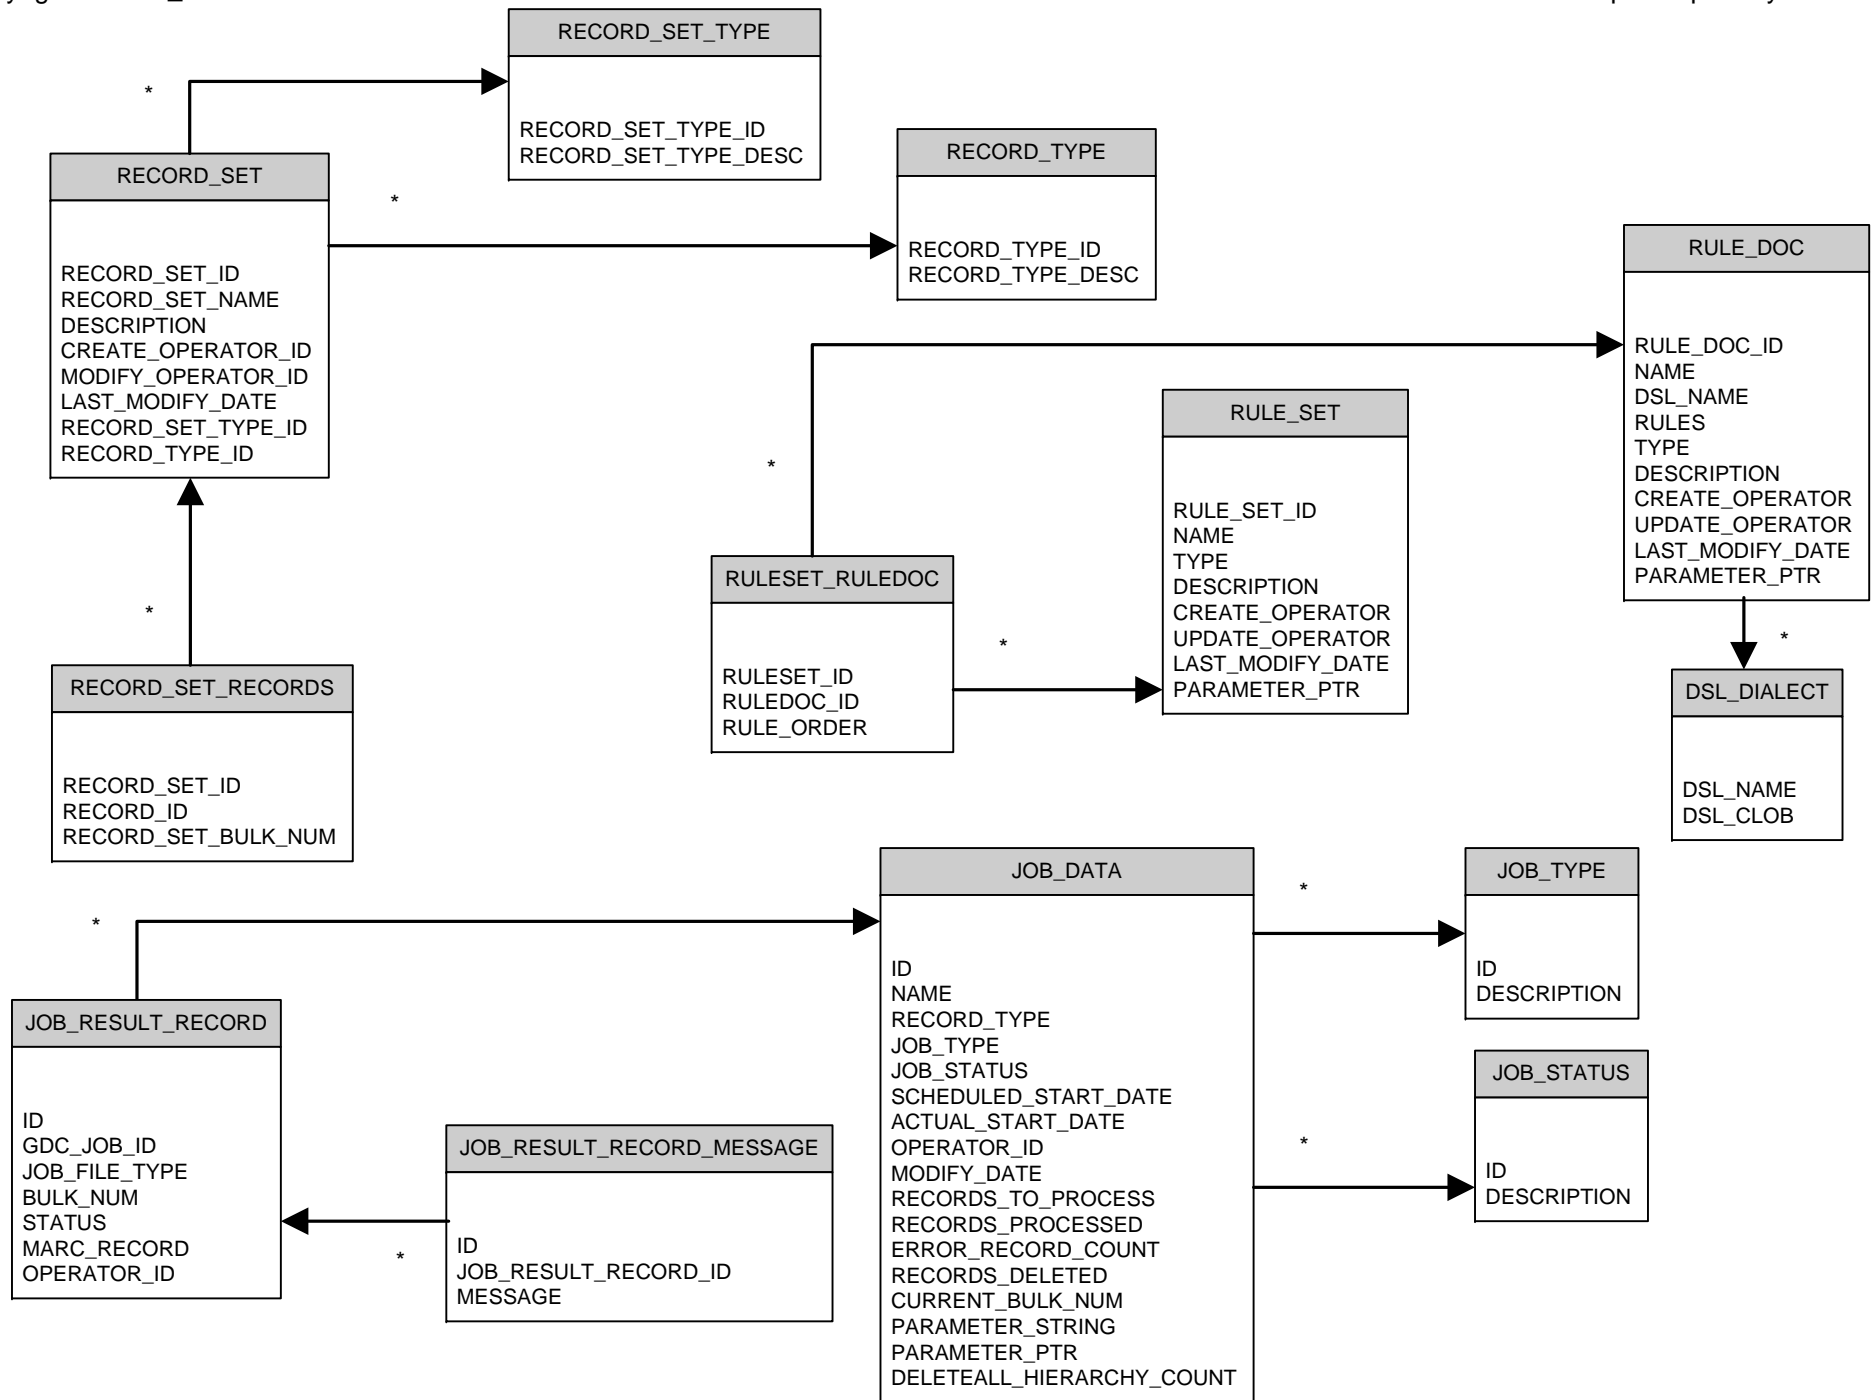 RECORD_SET_TYPE
RECORD_SET_TYPE_ID
RECORD_SET_TYPE_DESC
*
RECORD_SET
RECORD_SET_ID
RECORD_SET_NAME
DESCRIPTION
CREATE_OPERATOR_ID
MODIFY_OPERATOR_ID
LAST_MODIFY_DATE
RECORD_SET_TYPE_ID
RECORD_TYPE_ID
*
RECORD_TYPE
RECORD_TYPE_ID
RECORD_TYPE_DESC
RULE_DOC
RULE_DOC_ID
NAME
DSL_NAME
RULES
TYPE
DESCRIPTION
CREATE_OPERATOR
UPDATE_OPERATOR
LAST_MODIFY_DATE
PARAMETER_PTR
*
RULE_SET
RULE_SET_ID
NAME
TYPE
DESCRIPTION
CREATE_OPERATOR
UPDATE_OPERATOR
LAST_MODIFY_DATE
PARAMETER_PTR
*
RULESET_RULEDOC
RULESET_ID
RULEDOC_ID
RULE_ORDER
*
*
RECORD_SET_RECORDS
RECORD_SET_ID
RECORD_ID
RECORD_SET_BULK_NUM
*
DSL_DIALECT
DSL_NAME
DSL_CLOB
JOB_DATA
ID
NAME
RECORD_TYPE
JOB_TYPE
JOB_STATUS
SCHEDULED_START_DATE
ACTUAL_START_DATE
OPERATOR_ID
MODIFY_DATE
RECORDS_TO_PROCESS
RECORDS_PROCESSED
ERROR_RECORD_COUNT
RECORDS_DELETED
CURRENT_BULK_NUM
PARAMETER_STRING
PARAMETER_PTR
DELETEALL_HIERARCHY_COUNT
*
JOB_TYPE
ID
DESCRIPTION
*
JOB_STATUS
ID
DESCRIPTION
*
JOB_RESULT_RECORD
ID
GDC_JOB_ID
JOB_FILE_TYPE
BULK_NUM
STATUS
MARC_RECORD
OPERATOR_ID
JOB_RESULT_RECORD_MESSAGE
ID
JOB_RESULT_RECORD_ID
MESSAGE